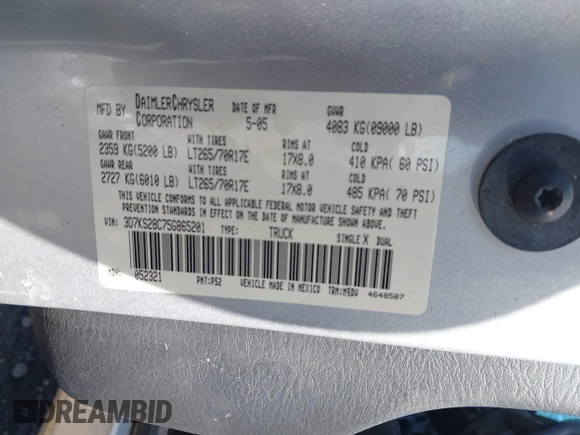 MFD BY DAIMLERCHRYSLER CORPORATION DATE OF MFR 5-05 GVWR 4083 KG(09000 LB)
GAWR FRONT WITH TIRES RIMS AT COLD
2359 KG(5200 LB) LT265/70R17E 17X8.0 410 KPA( 60 PSI)
GAWR REAR WITH TIRES RIMS AT COLD
2727 KG(6010 LB) LT265/70R17E 17X8.0 485 KPA( 70 PSI)
THIS VEHICLE CONFORMS TO ALL APPLICABLE FEDERAL MOTOR VEHICLE SAFETY AND THEFT
PREVENTION STANDARDS IN EFFECT ON THE DATE OF MANUFACTURE SHOWN ABOVE.
VIN: 3D7KS28C75G865201 TYPE: TRUCK SINGLE X DUAL
MDH: 052321 PNT:PS2 VEHICLE MADE IN MEXICO TRM:M9DV 4648507
DREAMBID